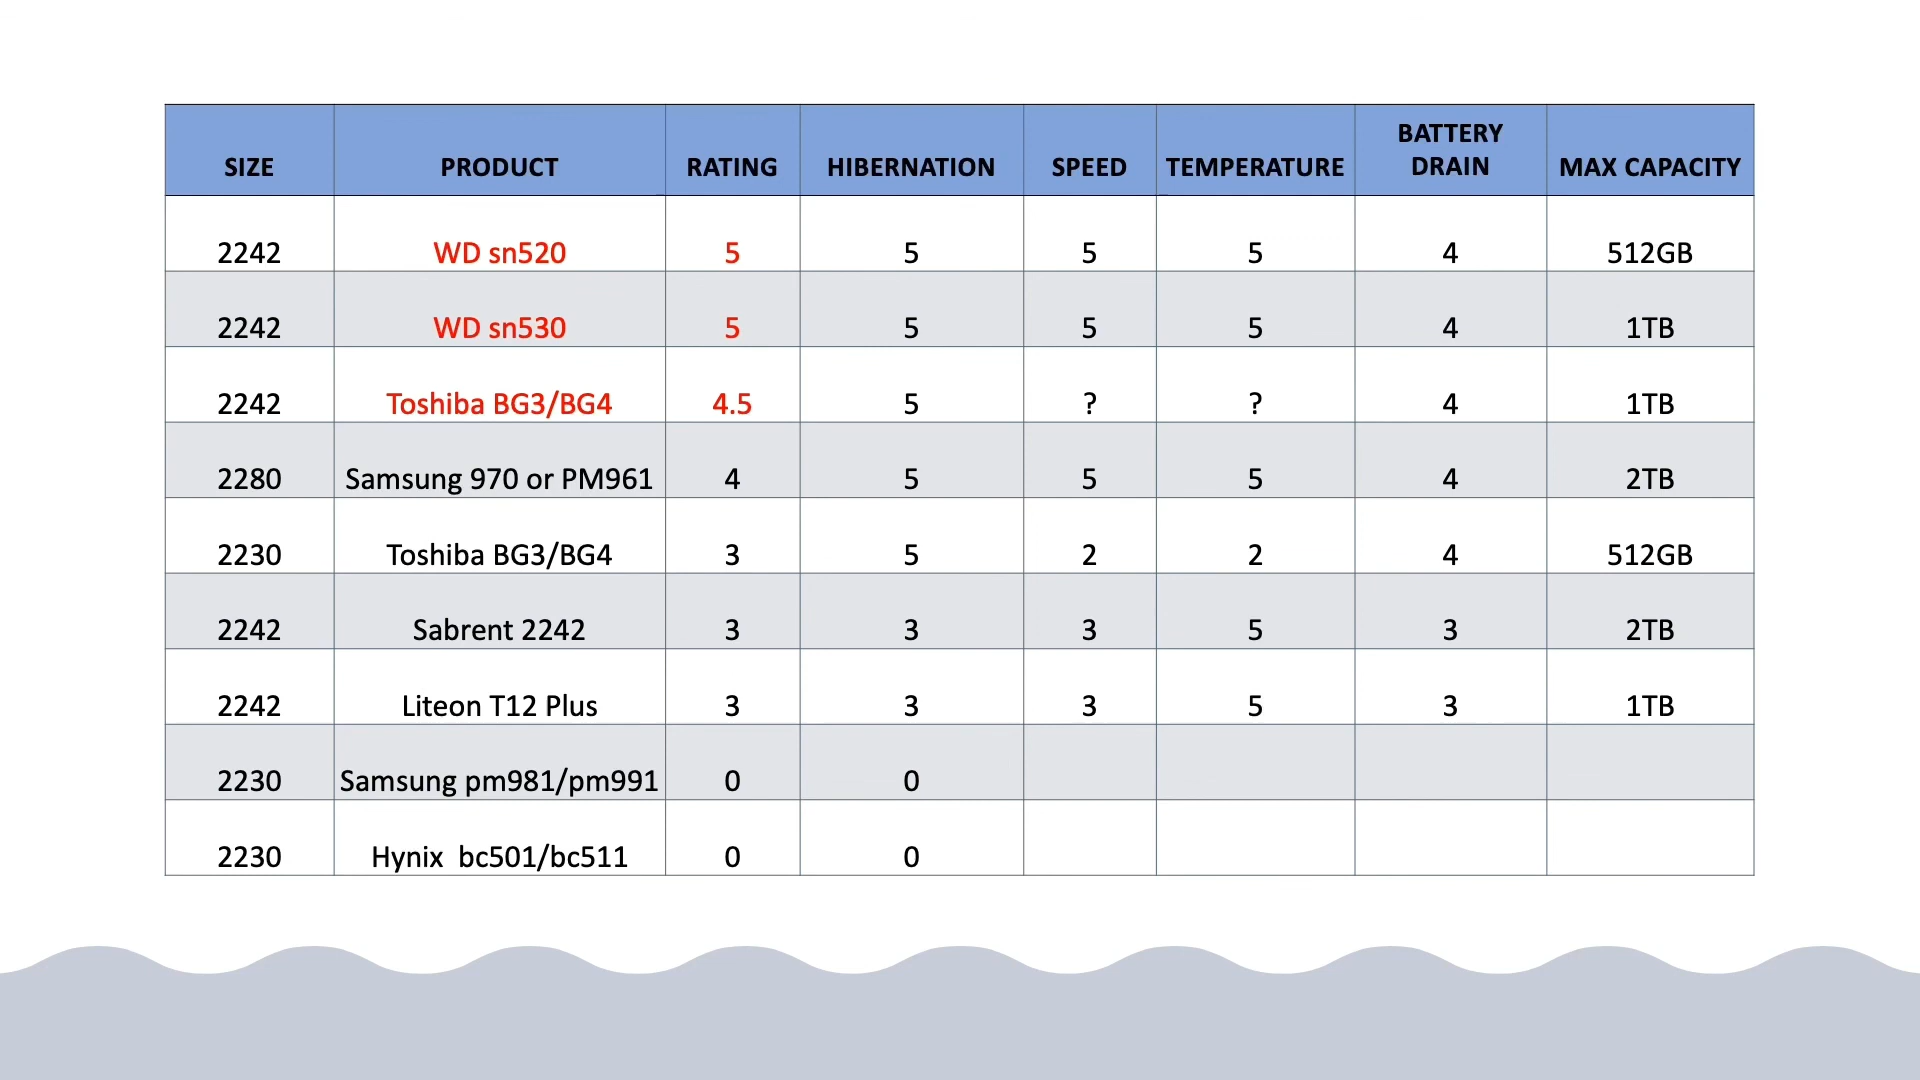 SIZE PRODUCT RATING HIBERNATION SPEED TEMPERATURE BATTERY DRAIN MAX CAPACITY
2242 WD sn520 5 5 5 5 4 512GB
2242 WD sn530 5 5 5 5 4 1TB
2242 Toshiba BG3/BG4 4.5 5 ? ? 4 1TB
2280 Samsung 970 or PM961 4 5 5 5 4 2TB
2230 Toshiba BG3/BG4 3 5 2 2 4 512GB
2242 Sabrent 2242 3 3 3 5 3 2TB
2242 Liteon T12 Plus 3 3 3 5 3 1TB
2230 Samsung pm981/pm991 0 0
2230 Hynix  bc501/bc511 0 0